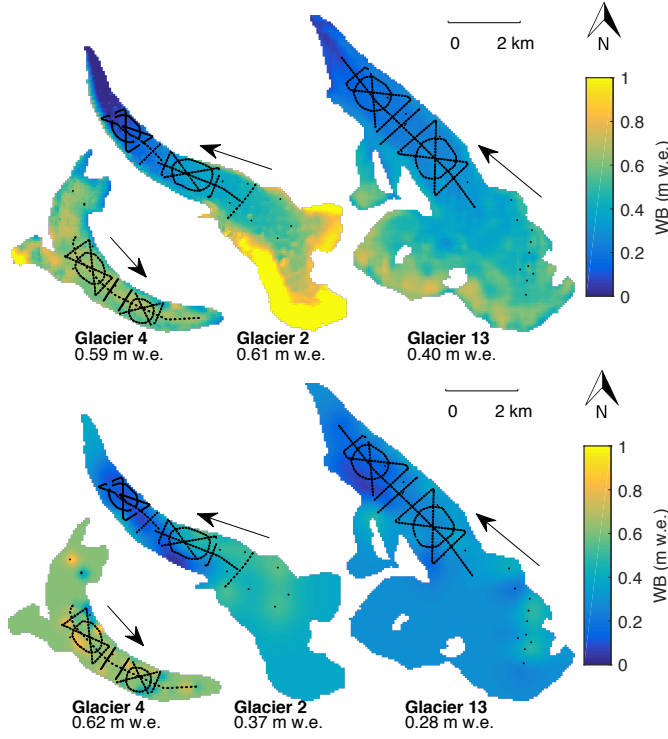 0 2 km
N
1
0.8
0.6
0.4
0.2
0
WB (m w.e.)
Glacier 4
0.59 m w.e.
Glacier 2
0.61 m w.e.
Glacier 13
0.40 m w.e.
0 2 km
N
1
0.8
0.6
0.4
0.2
0
WB (m w.e.)
Glacier 4
0.62 m w.e.
Glacier 2
0.37 m w.e.
Glacier 13
0.28 m w.e.